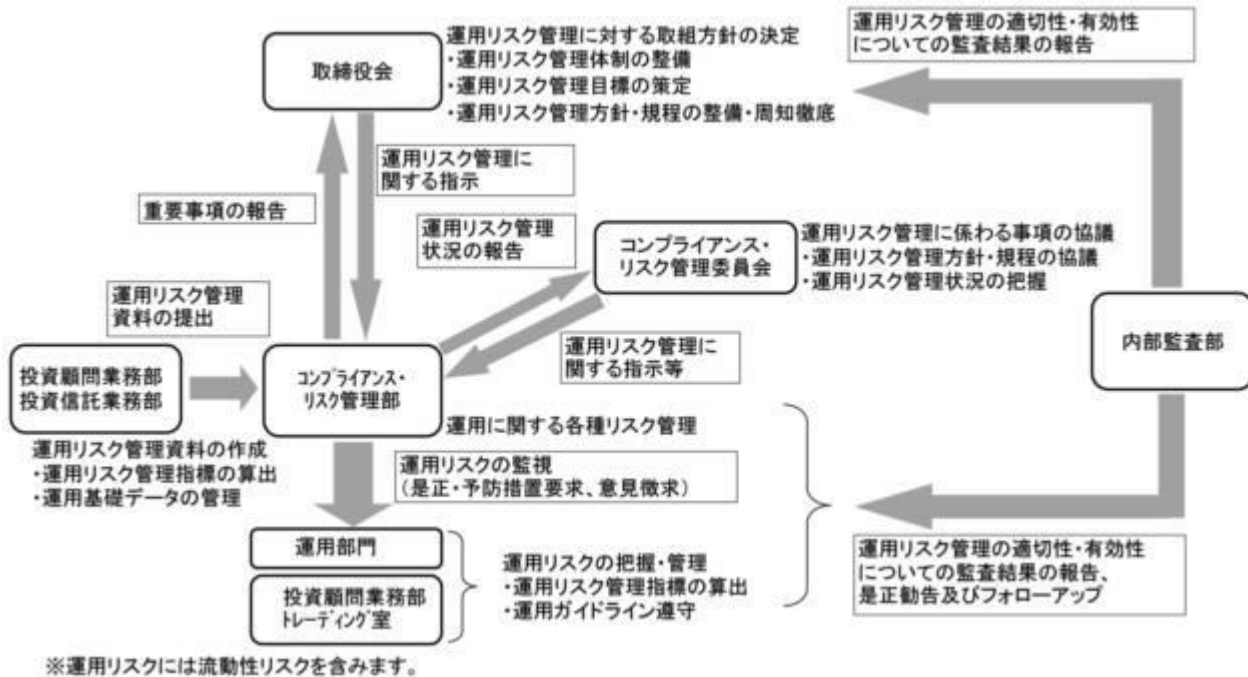 取締役会
運用リスク管理に対する取組方針の決定
・運用リスク管理体制の整備
・運用リスク管理目標の策定
・運用リスク管理方針・規程の整備・周知徹底
運用リスク管理の適切性・有効性
についての監査結果の報告
運用リスク管理に
関する指示
重要事項の報告
運用リスク管理
状況の報告
コンプライアンス・
リスク管理委員会
運用リスク管理に係わる事項の協議
・運用リスク管理方針・規程の協議
・運用リスク管理状況の把握
運用リスク管理
資料の提出
運用リスク管理に
関する指示等
内部監査部
投資顧問業務部
投資信託業務部
コンプライアンス・
リスク管理部
運用に関する各種リスク管理
運用リスク管理資料の作成
・運用リスク管理指標の算出
・運用基礎データの管理
運用リスクの監視
（是正・予防措置要求、意見徴求）
運用部門
投資顧問業務部
トレーディング室
運用リスクの把握・管理
・運用リスク管理指標の算出
・運用ガイドライン遵守
運用リスク管理の適切性・有効性
についての監査結果の報告、
是正勧告及びフォローアップ
※運用リスクには流動性リスクを含みます。